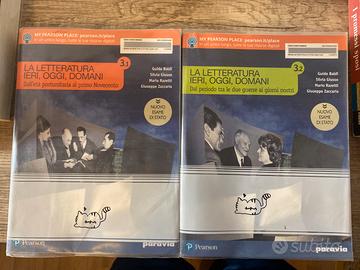 MY PEARSON PLACE: pearson.it/place
3.1
LA LETTERATURA
IERI, OGGI, DOMANI
Dall'età postunitaria al primo Novecento
Guido Baldi
Silvia Giusso
Mario Razetti
Giuseppe Zaccaria
NUOVO
ESAME
DI STATO
Pearson
paravia
MY PEARSON PLACE: pearson.it/place
3.2
LA LETTERATURA
IERI, OGGI, DOMANI
Dal periodo tra le due guerre ai giorni nostri
Guido Baldi
Silvia Giusso
Mario Razetti
Giuseppe Zaccaria
NUOVO
ESAME
DI STATO
Pearson
paravia
subito